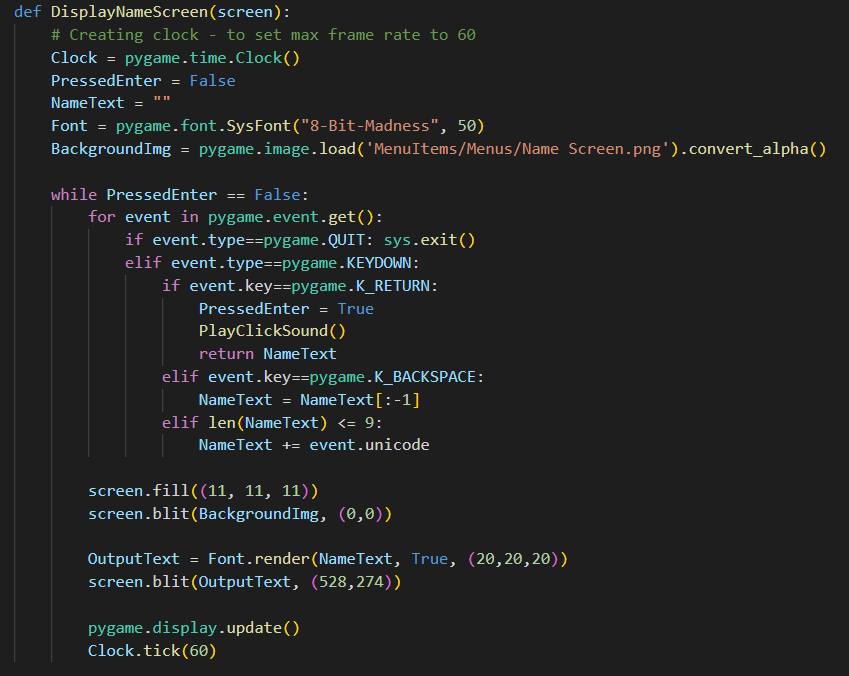 def DisplayNameScreen(screen):
    # Creating clock - to set max frame rate to 60
    Clock = pygame.time.Clock()
    PressedEnter = False
    NameText = ""
    Font = pygame.font.SysFont("8-Bit-Madness", 50)
    BackgroundImg = pygame.image.load('MenuItems/Menus/Name Screen.png').convert_alpha()

    while PressedEnter == False:
        for event in pygame.event.get():
            if event.type==pygame.QUIT: sys.exit()
            elif event.type==pygame.KEYDOWN:
                if event.key==pygame.K_RETURN:
                    PressedEnter = True
                    PlayClickSound()
                    return NameText
                elif event.key==pygame.K_BACKSPACE:
                    NameText = NameText[:-1]
                elif len(NameText) <= 9:
                    NameText += event.unicode

        screen.fill((11, 11, 11))
        screen.blit(BackgroundImg, (0,0))

        OutputText = Font.render(NameText, True, (20,20,20))
        screen.blit(OutputText, (528,274))

        pygame.display.update()
        Clock.tick(60)